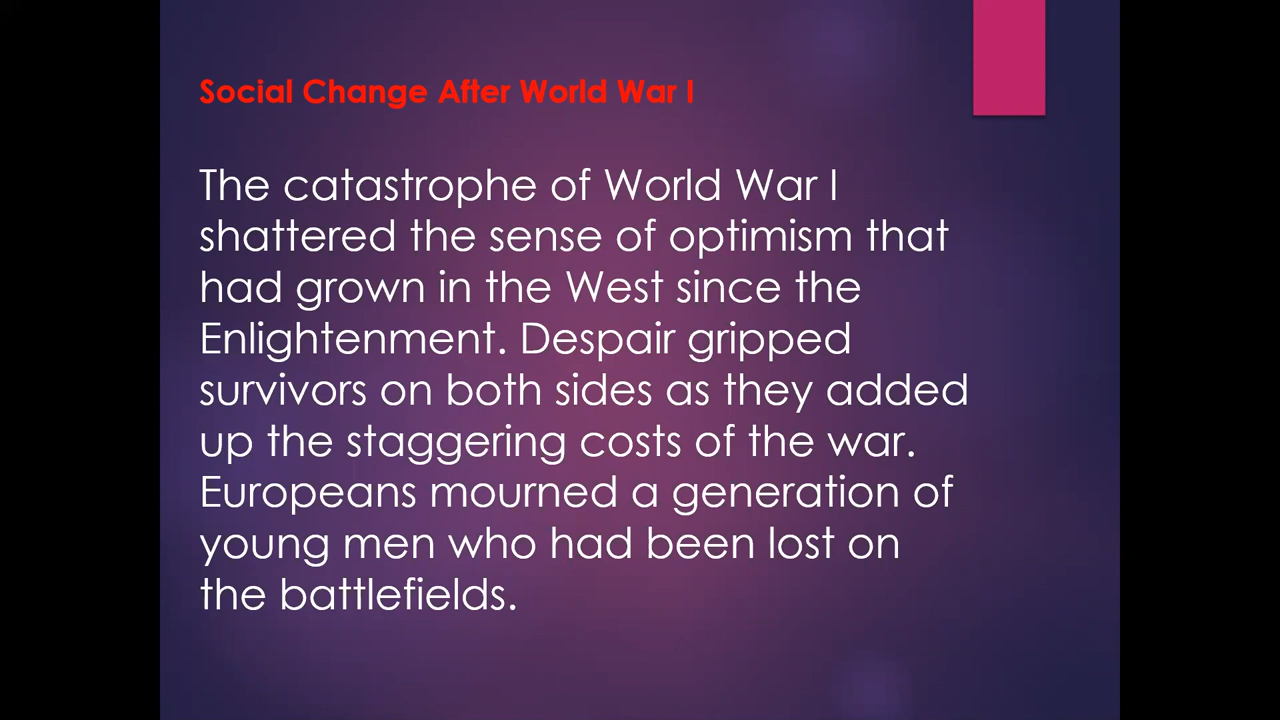 Social Change After World War I
The catastrophe of World War I
shattered the sense of optimism that
had grown in the West since the
Enlightenment. Despair gripped
survivors on both sides as they added
up the staggering costs of the war.
Europeans mourned a generation of
young men who had been lost on
the battlefields.